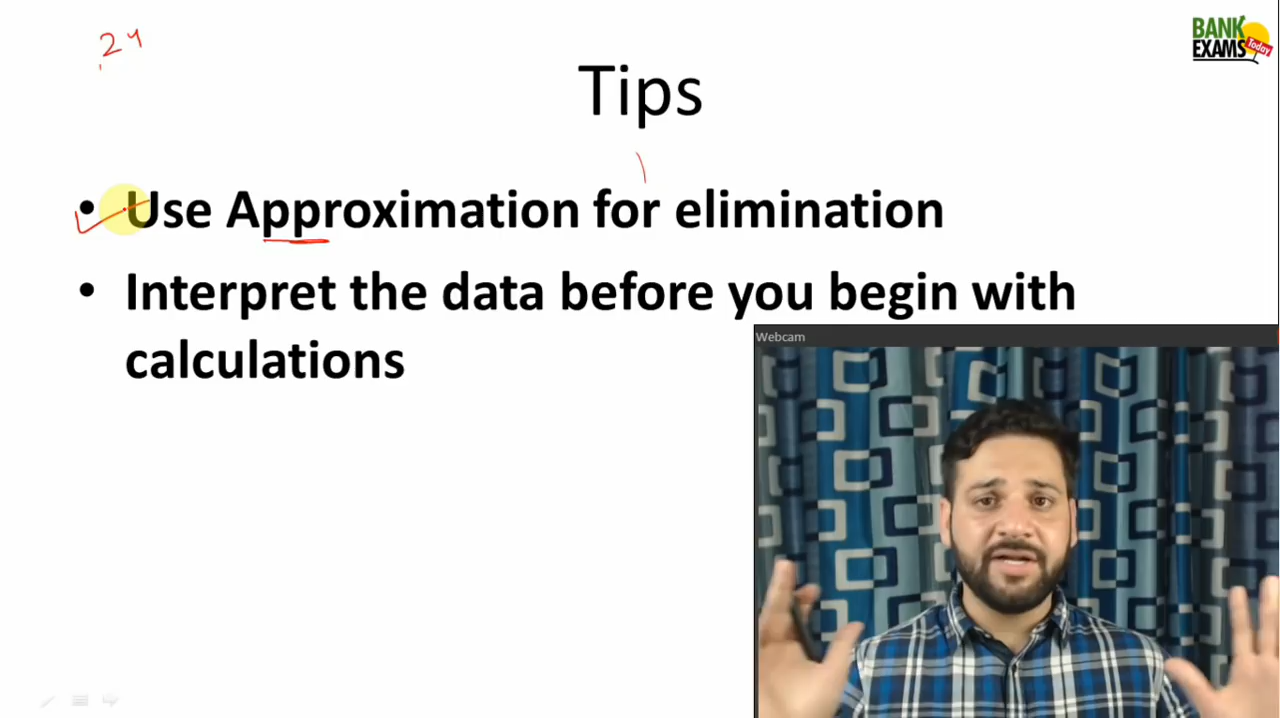 24
BANK
EXAMS Today
Tips
• Use Approximation for elimination
• Interpret the data before you begin with
calculations
Webcam